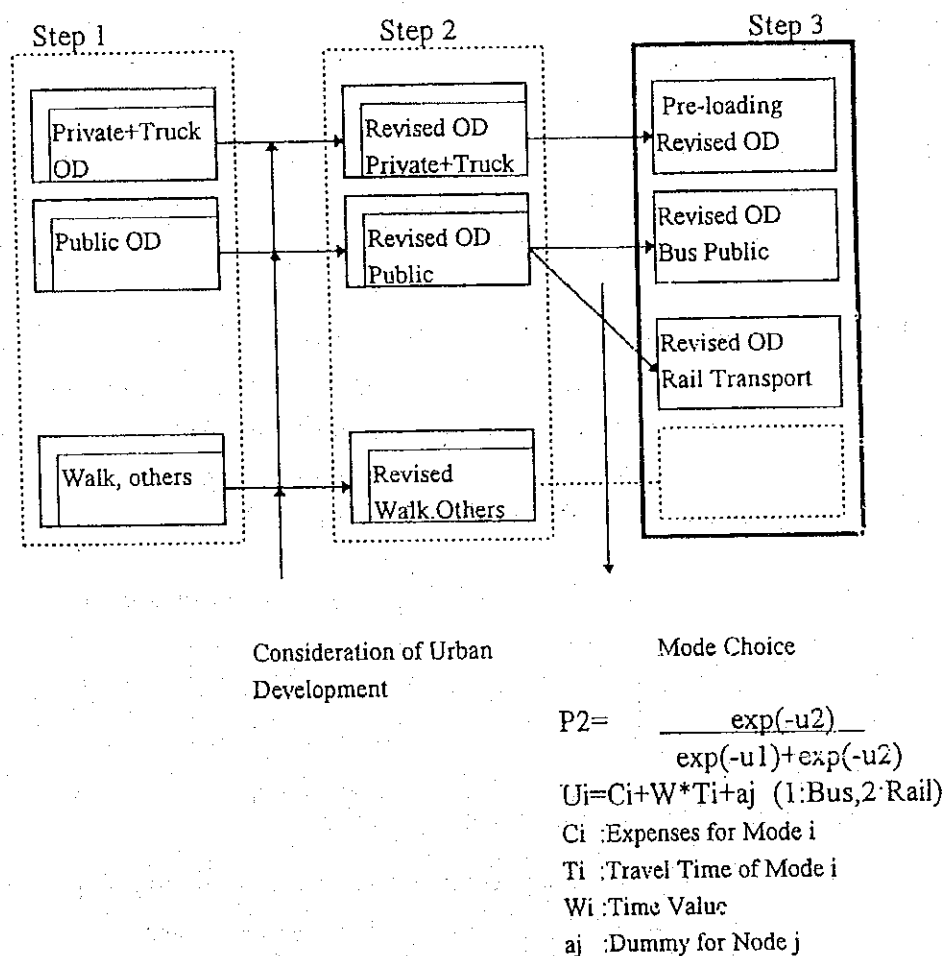 Step 1
Step 2
Step 3
Private+Truck
OD
Revised OD
Private+Truck
Pre-loading
Revised OD
Public OD
Revised OD
Public
Revised OD
Bus Public
Revised OD
Rail Transport
Walk, others
Revised
Walk.Others
Consideration of Urban
Development
Mode Choice
P2= exp(-u2)
exp(-u1)+exp(-u2)
Ui=Ci+W*Ti+aj (1:Bus,2:Rail)
Ci :Expenses for Mode i
Ti :Travel Time of Mode i
Wi :Time Value
aj :Dummy for Node j